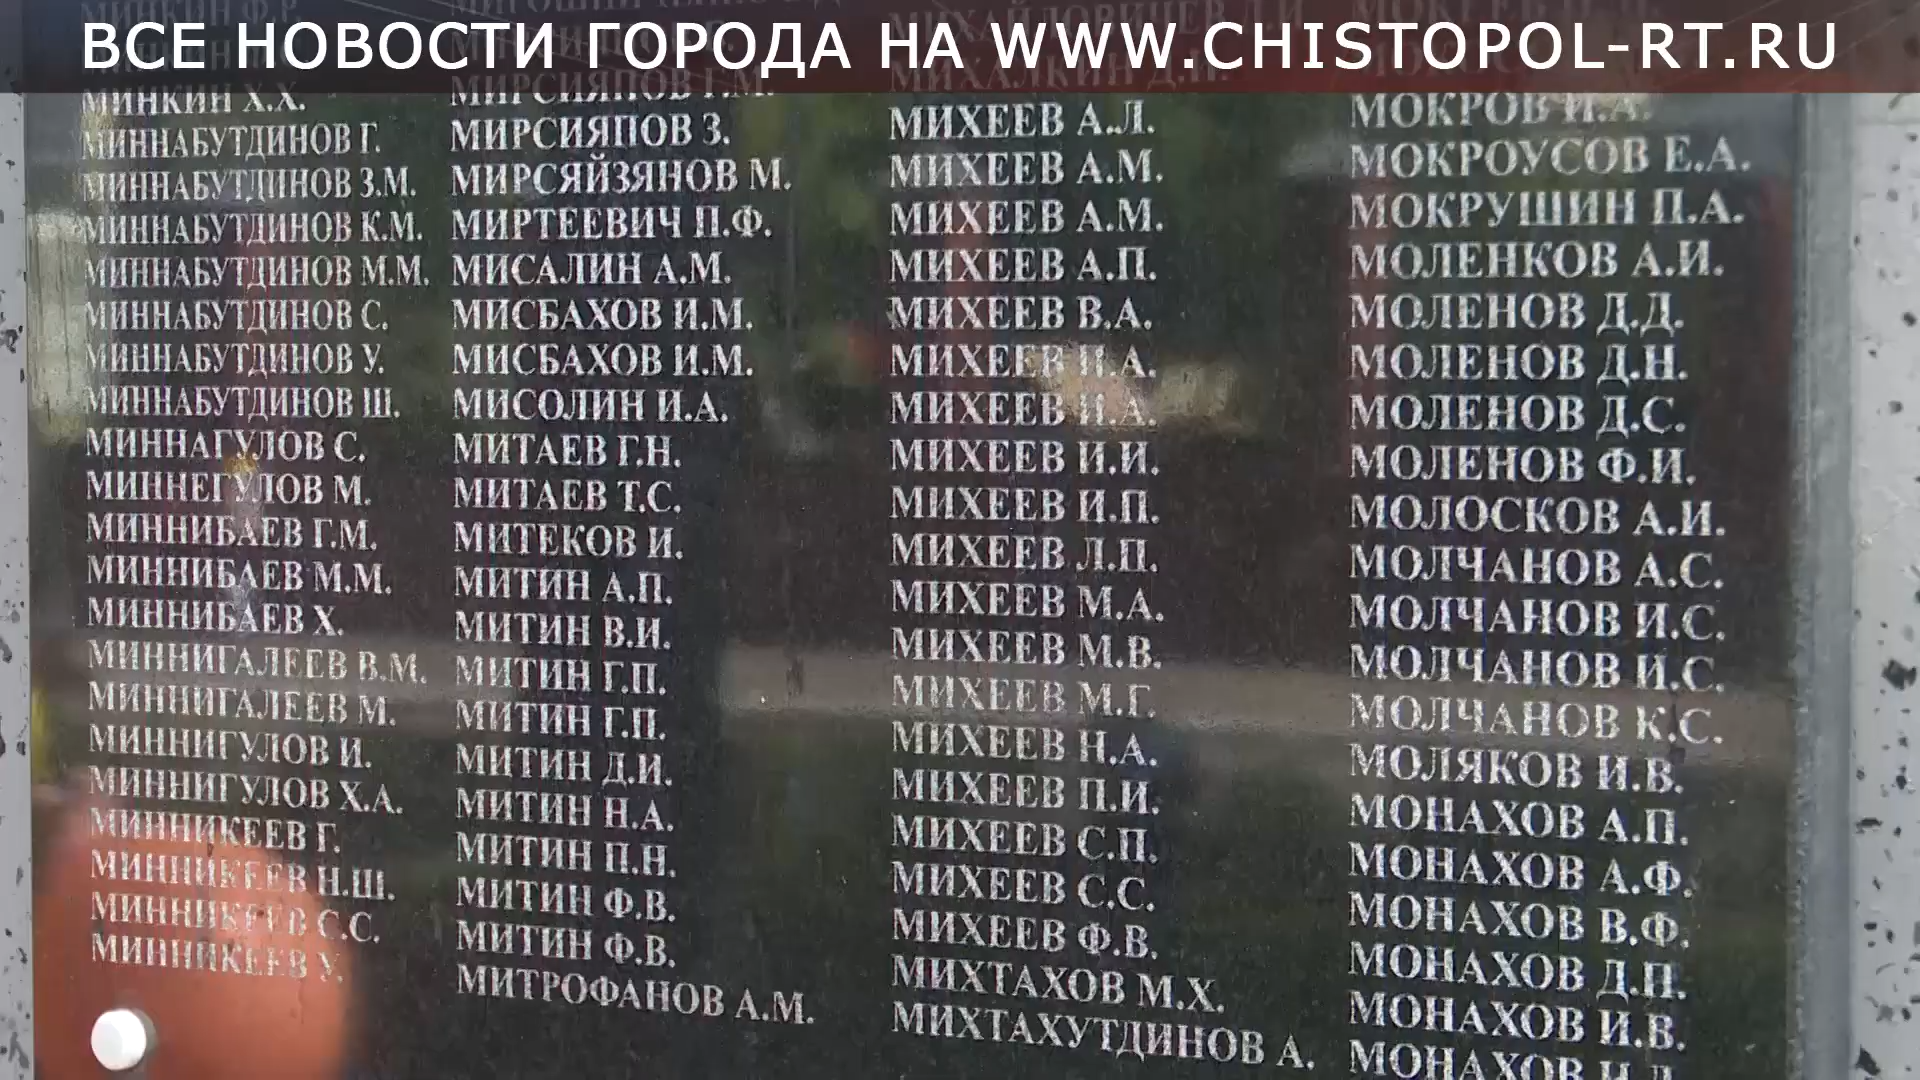 ВСЕ НОВОСТИ ГОРОДА НА WWW.CHISTOPOL-RT.RU
МИНКИН Х.Х.
МИННАБУТДИНОВ Г.
МИННАБУТДИНОВ З.М.
МИННАБУТДИНОВ К.М.
МИННАБУТДИНОВ М.М.
МИННАБУТДИНОВ С.
МИННАБУТДИНОВ У.
МИННАБУТДИНОВ Ш.
МИННАГУЛОВ С.
МИННЕГУЛОВ М.
МИННИБАЕВ Г.М.
МИННИБАЕВ М.М.
МИННИБАЕВ Х.
МИННИГАЛЕЕВ В.М.
МИННИГАЛЕЕВ М.
МИННИГУЛОВ И.
МИННИГУЛОВ Х.А.
МИННИКЕЕВ Г.
МИННИКЕЕВ Н.Ш.
МИННИКЕЕВ С.С.
МИННИКЕЕВ У.
МИРСИЯПОВ Г.М.
МИРСИЯПОВ З.
МИРСЯЙЗЯНОВ М.
МИРТЕЕВИЧ П.Ф.
МИСАЛИН А.М.
МИСБАХОВ И.М.
МИСБАХОВ И.М.
МИСОЛИН И.А.
МИТАЕВ Г.Н.
МИТАЕВ Т.С.
МИТЕКОВ И.
МИТИН А.П.
МИТИН В.И.
МИТИН Г.П.
МИТИН Г.П.
МИТИН Д.И.
МИТИН Н.А.
МИТИН П.Н.
МИТИН Ф.В.
МИТИН Ф.В.
МИТРОФАНОВ А.М.
МИХАЙЛОВИЧЕВ Д.И.
МИХАЛКИН Д.П.
МИХЕЕВ А.Л.
МИХЕЕВ А.М.
МИХЕЕВ А.М.
МИХЕЕВ А.П.
МИХЕЕВ В.А.
МИХЕЕВ И.А.
МИХЕЕВ И.А.
МИХЕЕВ И.И.
МИХЕЕВ И.П.
МИХЕЕВ Л.П.
МИХЕЕВ М.А.
МИХЕЕВ М.В.
МИХЕЕВ М.Г.
МИХЕЕВ Н.А.
МИХЕЕВ П.И.
МИХЕЕВ С.П.
МИХЕЕВ С.С.
МИХЕЕВ Ф.В.
МИХТАХОВ М.Х.
МИХТАХУТДИНОВ А.
МОКРОВ И.А.
МОКРОУСОВ Е.А.
МОКРУШИН П.А.
МОЛЕНКОВ А.И.
МОЛЕНОВ Д.Д.
МОЛЕНОВ Д.Н.
МОЛЕНОВ Д.С.
МОЛЕНОВ Ф.И.
МОЛОСКОВ А.И.
МОЛЧАНОВ А.С.
МОЛЧАНОВ И.С.
МОЛЧАНОВ И.С.
МОЛЧАНОВ К.С.
МОЛЯКОВ И.В.
МОНАХОВ А.П.
МОНАХОВ А.Ф.
МОНАХОВ В.Ф.
МОНАХОВ Д.П.
МОНАХОВ И.В.
МОНАХОВ